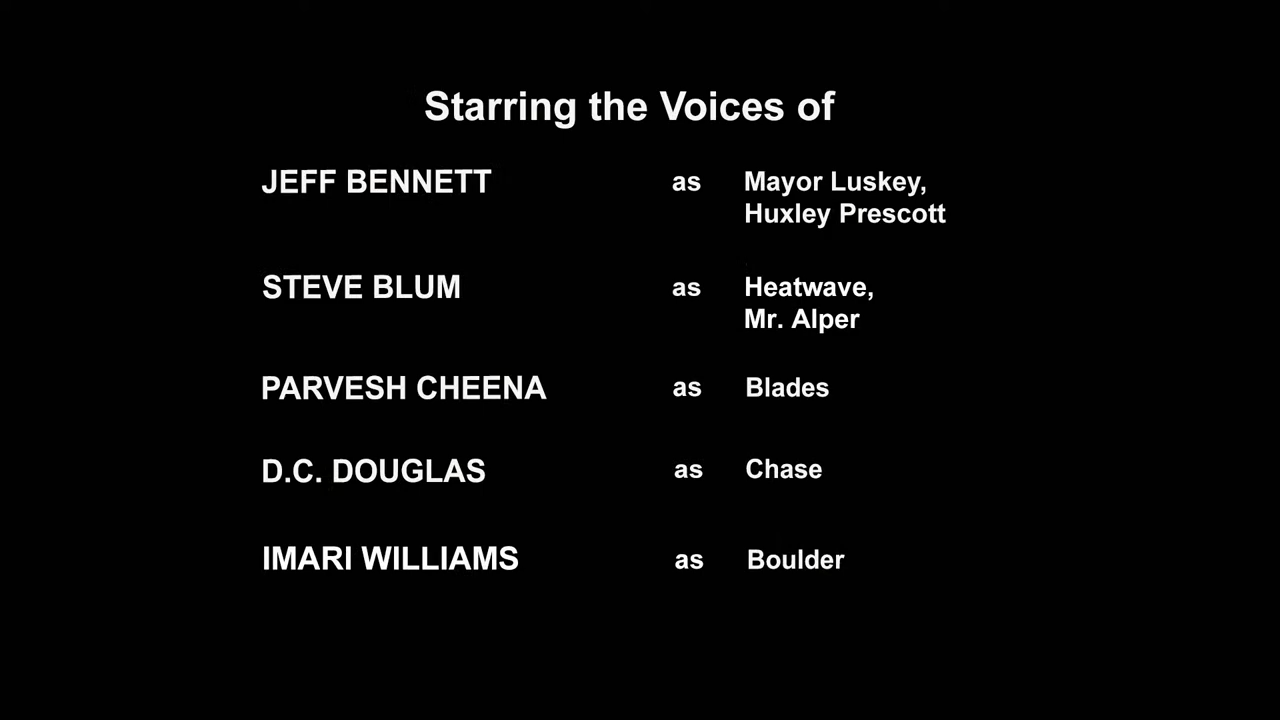 Starring the Voices of
JEFF BENNETT as Mayor Luskey,
Huxley Prescott
STEVE BLUM as Heatwave,
Mr. Alper
PARVESH CHEENA as Blades
D.C. DOUGLAS as Chase
IMARI WILLIAMS as Boulder